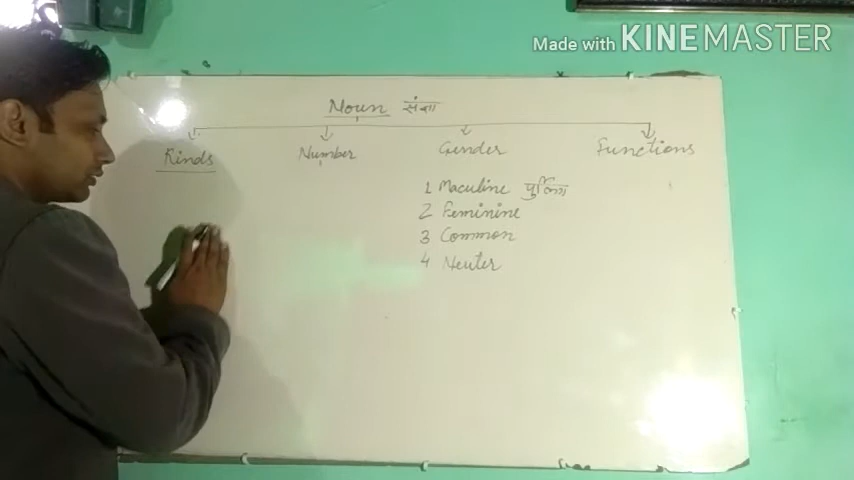 Made with KINEMASTER
Noun संज्ञा
Kinds Number Gender Functions
1 Maculine पुल्लिंग
2 Feminine
3 Common
4 Neuter